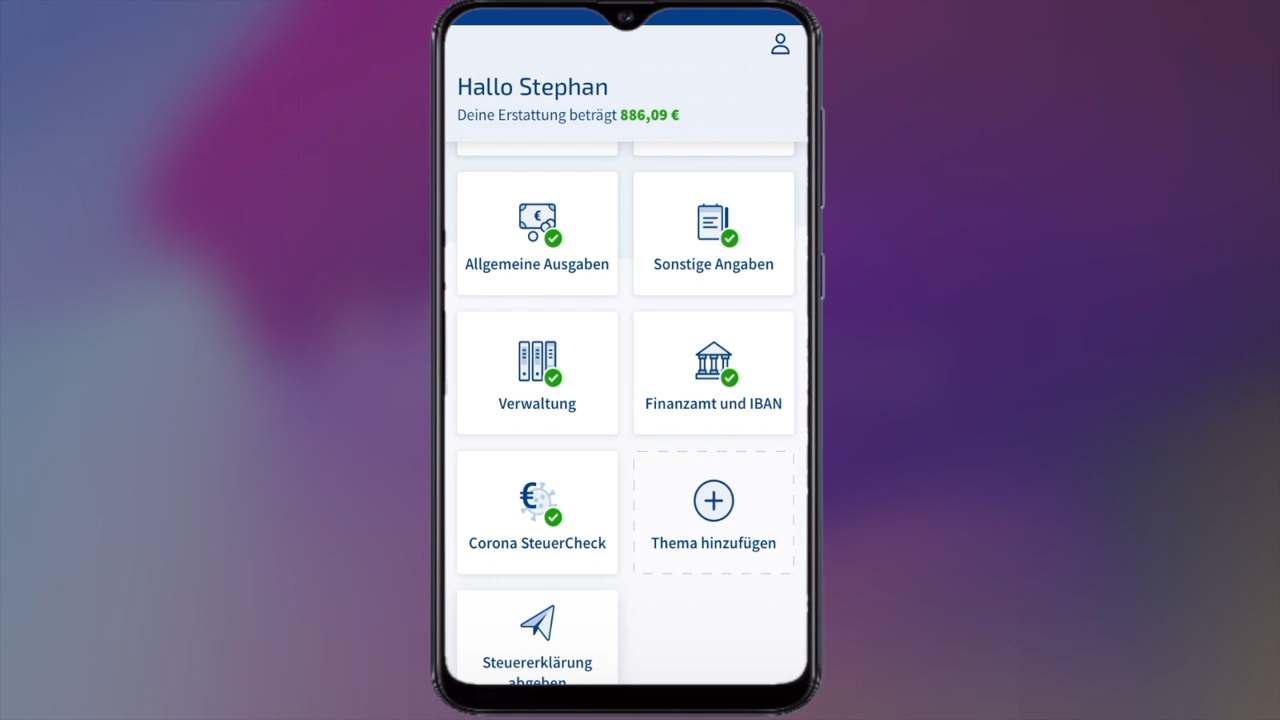 Hallo Stephan
Deine Erstattung beträgt 886,09 €
Allgemeine Ausgaben
Sonstige Angaben
Verwaltung
Finanzamt und IBAN
€
Corona SteuerCheck
Thema hinzufügen
Steuererklärung
abgeben